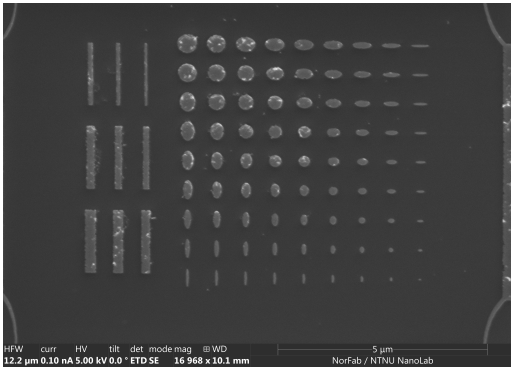 HFW curr HV tilt det mode mag ⊞ WD 5 µm
12.2 µm 0.10 nA 5.00 kV 0.0 ° ETD SE 16 968 x 10.1 mm NorFab / NTNU NanoLab